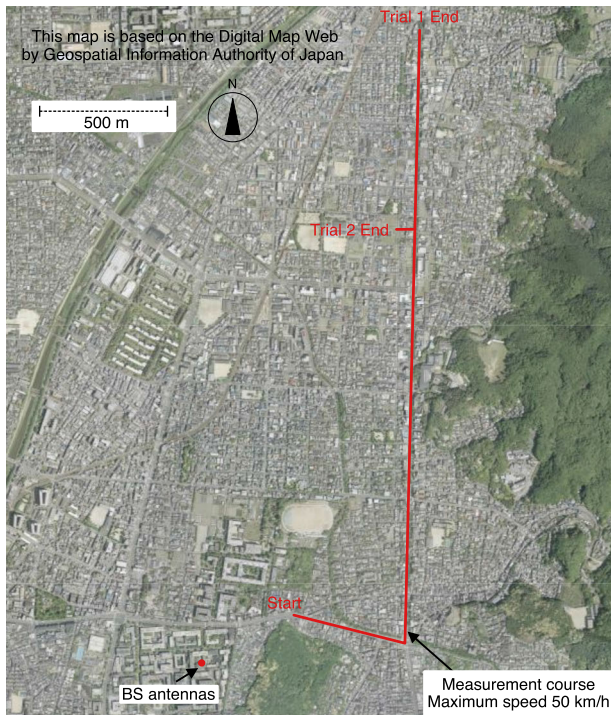 Trial 1 End
This map is based on the Digital Map Web
by Geospatial Information Authority of Japan
N
500 m
Trial 2 End
Start
BS antennas
Measurement course
Maximum speed 50 km/h